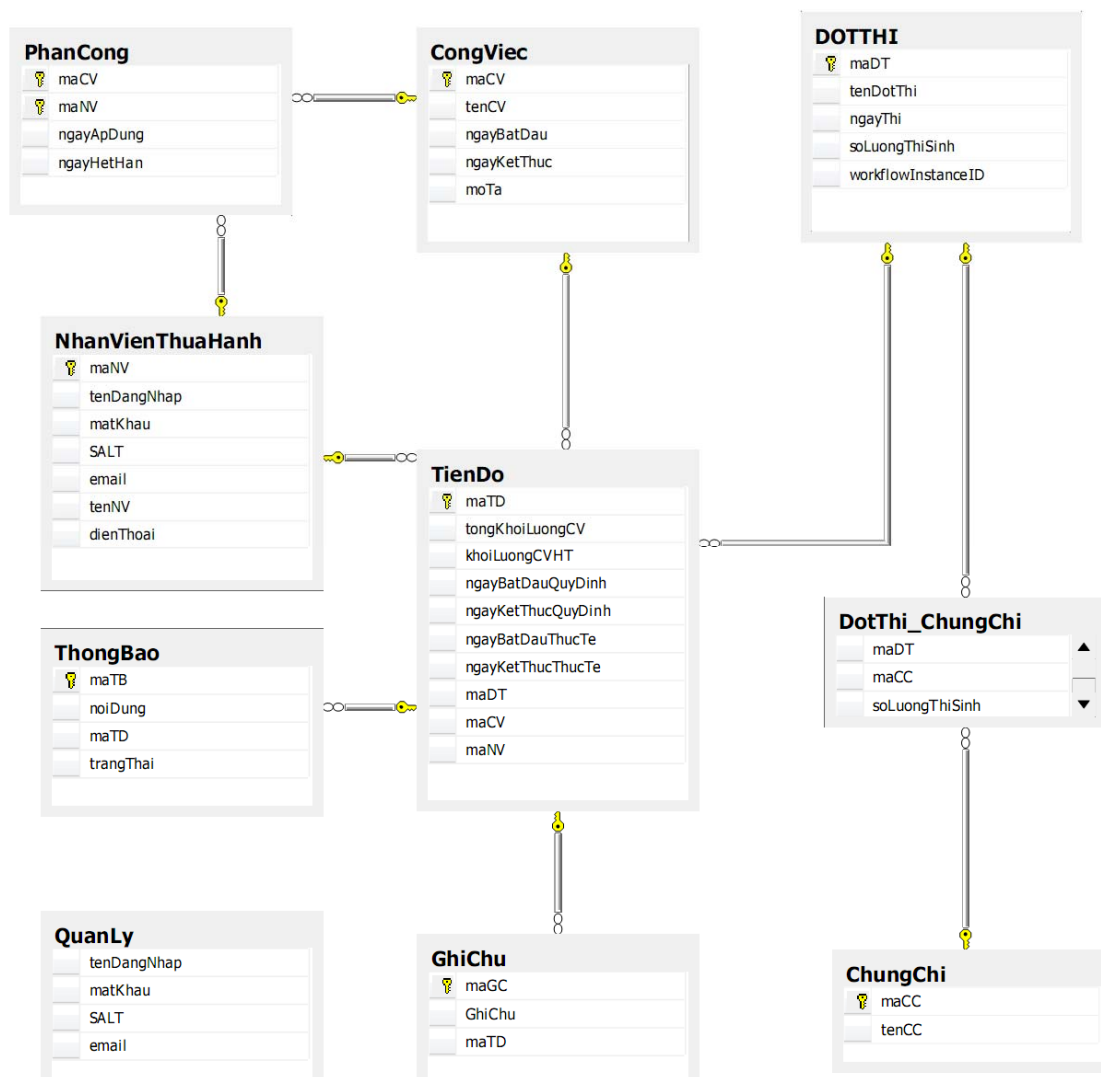 PhanCong
maCV
maNV
ngayApDung
ngayHetHan
CongViec
maCV
tenCV
ngayBatDau
ngayKetThuc
moTa
DOTTHI
maDT
tenDotThi
ngayThi
soLuongThiSinh
workflowInstanceID
NhanVienThuaHanh
maNV
tenDangNhap
matKhau
SALT
email
tenNV
dienThoai
TienDo
maTD
tongKhoiLuongCV
khoiLuongCVHT
ngayBatDauQuyDinh
ngayKetThucQuyDinh
ngayBatDauThucTe
ngayKetThucThucTe
maDT
maCV
maNV
DotThi_ChungChi
maDT
maCC
soLuongThiSinh
ThongBao
maTB
noiDung
maTD
trangThai
QuanLy
tenDangNhap
matKhau
SALT
email
GhiChu
maGC
GhiChu
maTD
ChungChi
maCC
tenCC